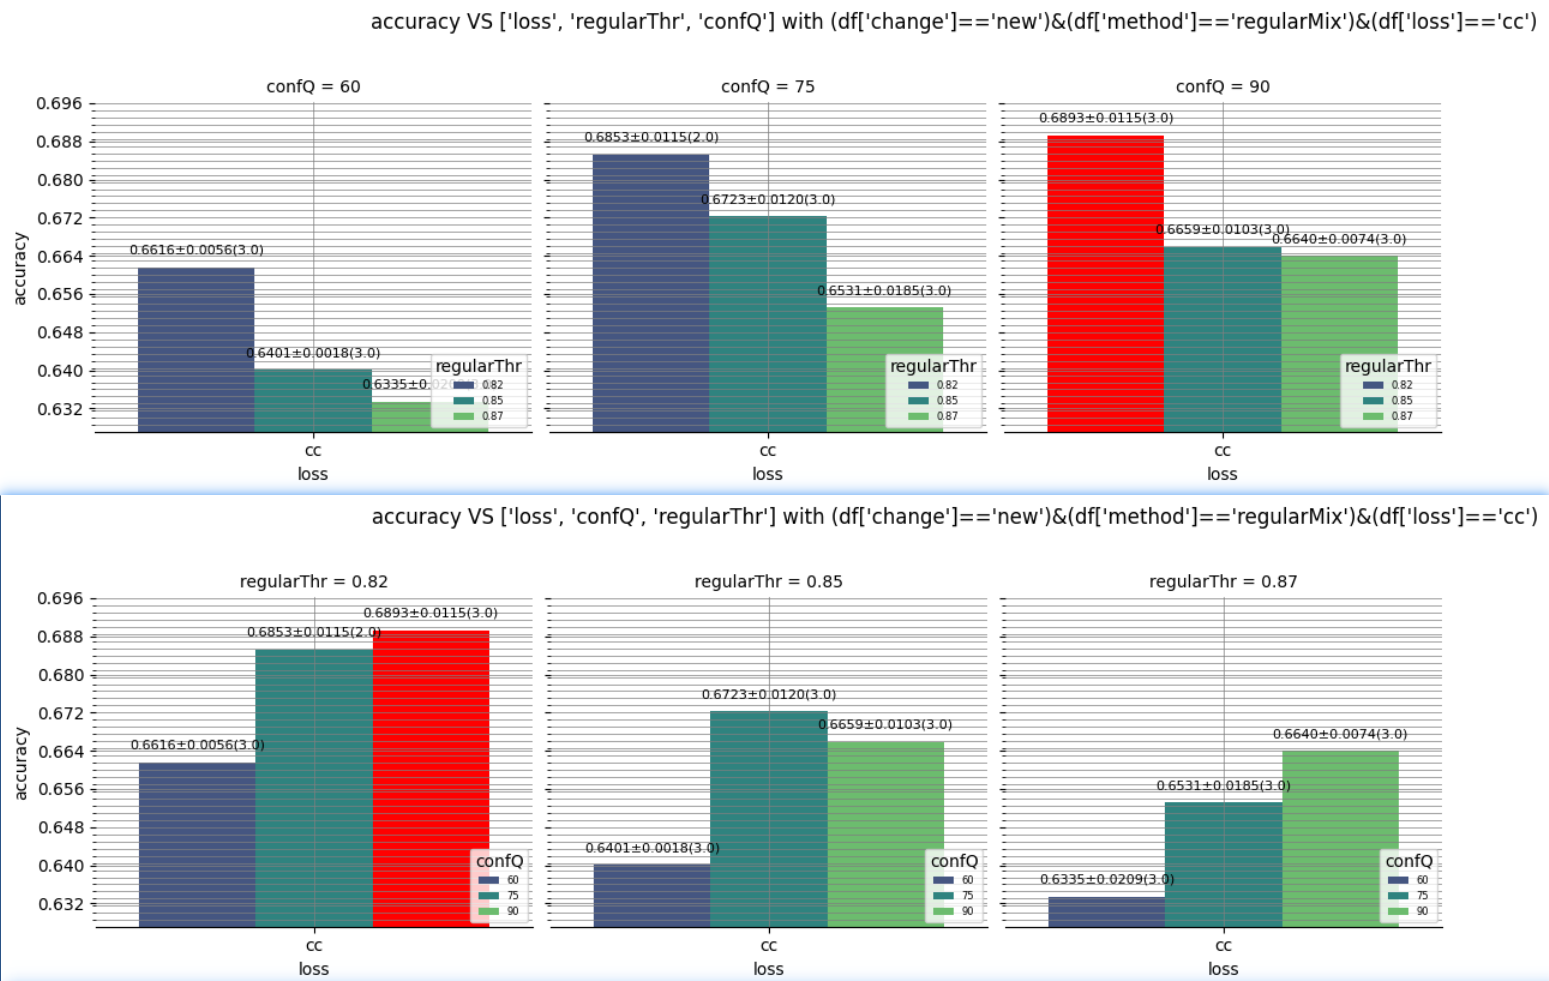 accuracy VS ['loss', 'regularThr', 'confQ'] with (df['change']=='new')&(df['method']=='regularMix')&(df['loss']=='cc')
confQ = 60
confQ = 75
confQ = 90
accuracy
0.696
0.688
0.680
0.672
0.664
0.656
0.648
0.640
0.632
0.6616±0.0056(3.0)
0.6401±0.0018(3.0)
0.6335±0.0
regularThr
0.82
0.85
0.87
cc
loss
0.6853±0.0115(2.0)
0.6723±0.0120(3.0)
0.6531±0.0185(3.0)
regularThr
0.82
0.85
0.87
cc
loss
0.6893±0.0115(3.0)
0.6659±0.0103(3.0)
0.6640±0.0074(3.0)
regularThr
0.82
0.85
0.87
cc
loss
accuracy VS ['loss', 'confQ', 'regularThr'] with (df['change']=='new')&(df['method']=='regularMix')&(df['loss']=='cc')
regularThr = 0.82
regularThr = 0.85
regularThr = 0.87
accuracy
0.696
0.688
0.680
0.672
0.664
0.656
0.648
0.640
0.632
0.6616±0.0056(3.0)
0.6853±0.0115(2.0)
0.6893±0.0115(3.0)
confQ
60
75
90
cc
loss
0.6401±0.0018(3.0)
0.6723±0.0120(3.0)
0.6659±0.0103(3.0)
confQ
60
75
90
cc
loss
0.6335±0.0209(3.0)
0.6531±0.0185(3.0)
0.6640±0.0074(3.0)
confQ
60
75
90
cc
loss